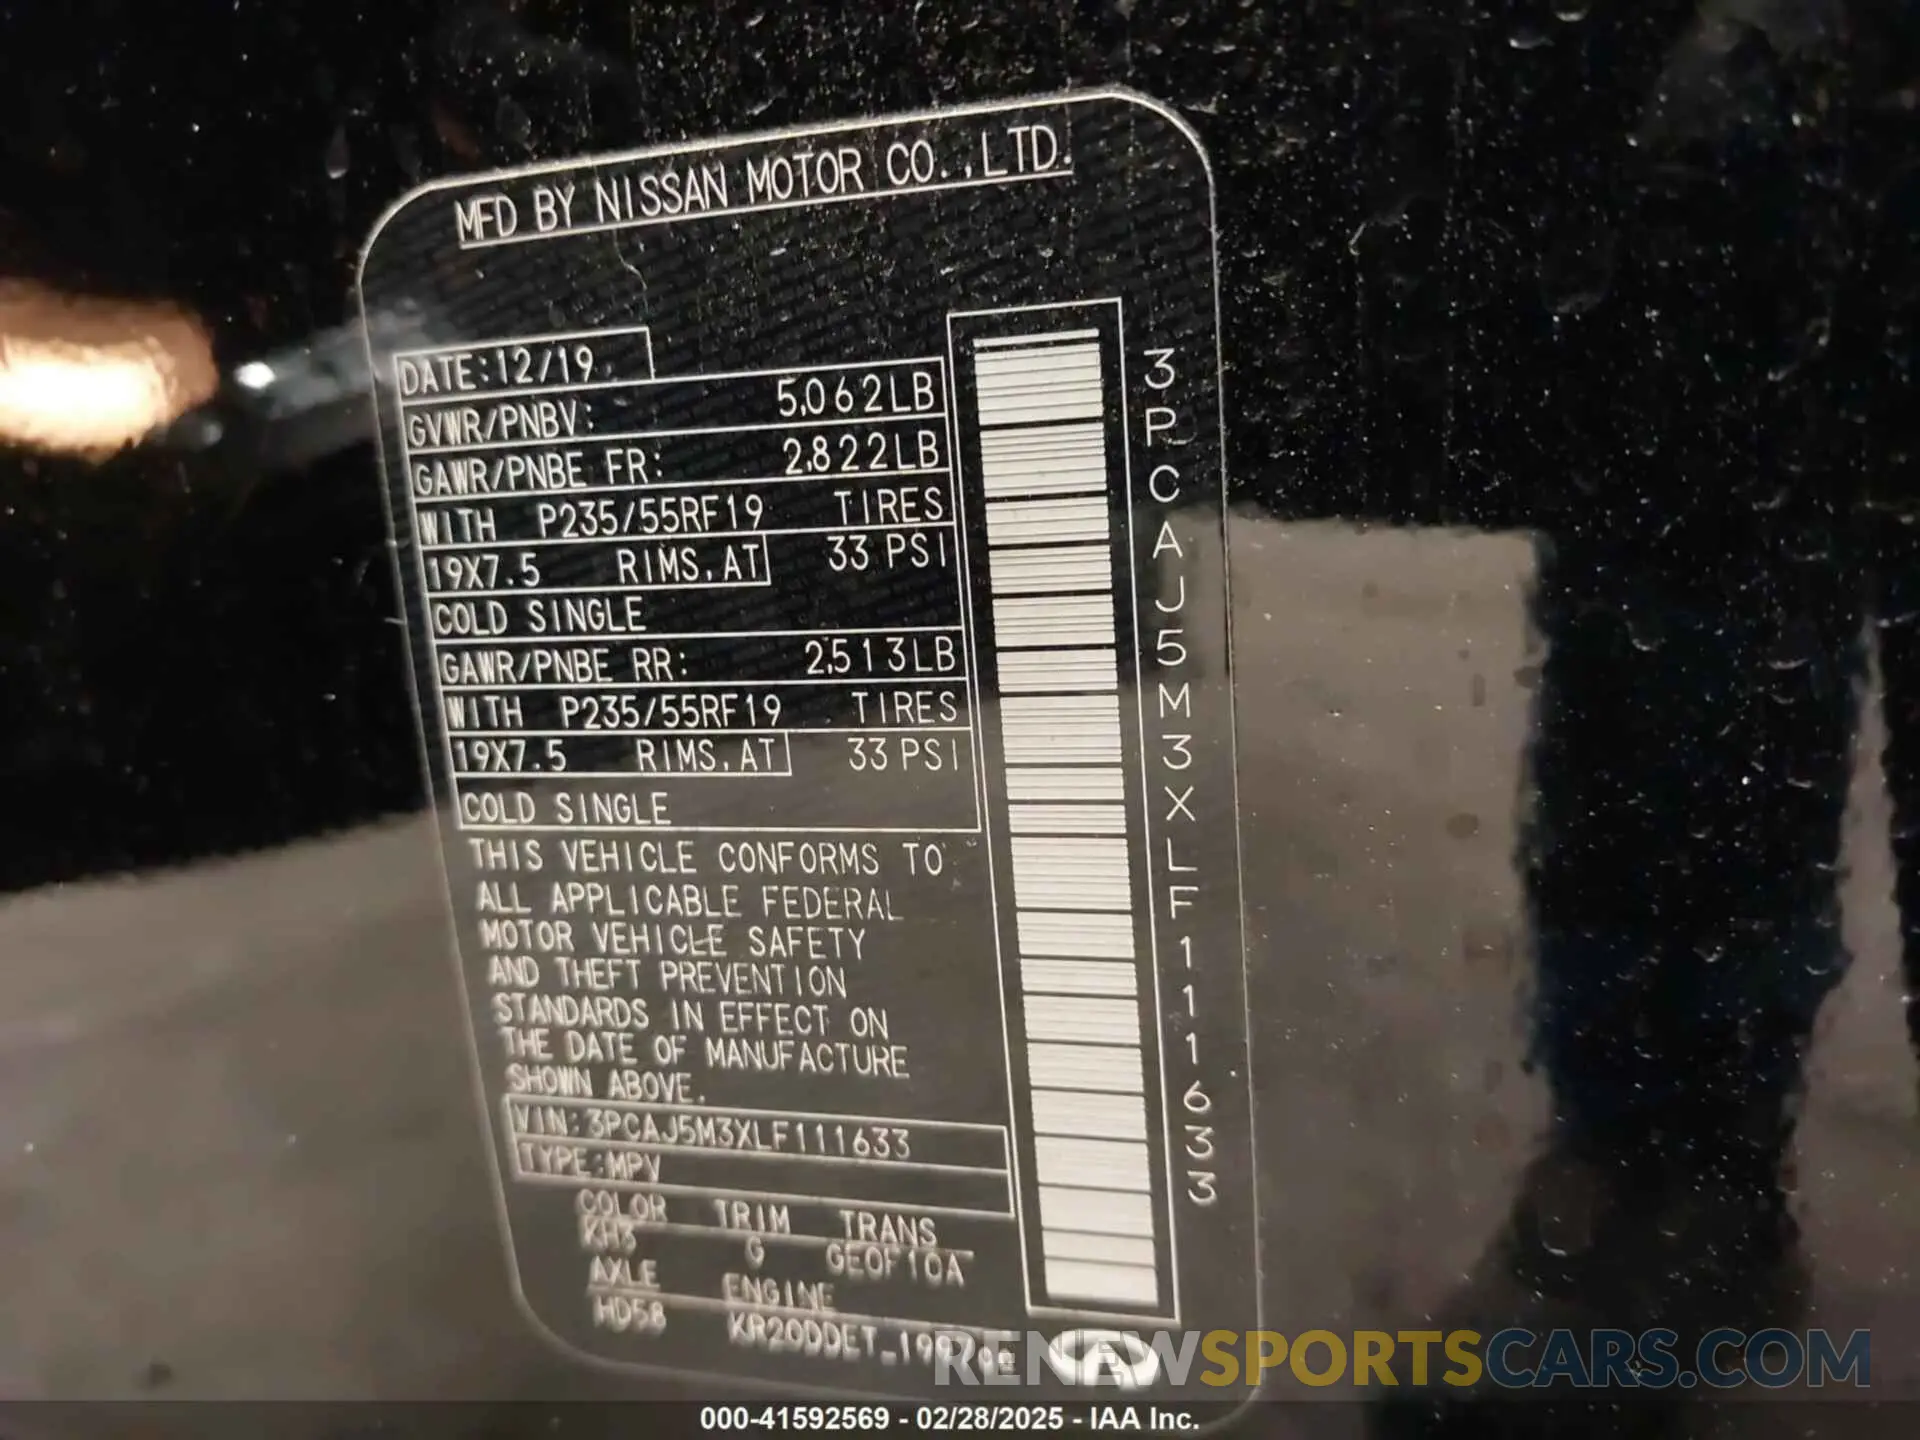 MFD BY NISSAN MOTOR CO.,LTD.
DATE:12/19
GVWR/PNBV: 5,062LB
GAWR/PNBE FR: 2,822LB
WITH P235/55RF19 TIRES
19X7.5 RIMS,AT 33 PSI
COLD SINGLE
GAWR/PNBE RR: 2,513LB
WITH P235/55RF19 TIRES
19X7.5 RIMS,AT 33 PSI
COLD SINGLE
THIS VEHICLE CONFORMS TO
ALL APPLICABLE FEDERAL
MOTOR VEHICLE SAFETY
AND THEFT PREVENTION
STANDARDS IN EFFECT ON
THE DATE OF MANUFACTURE
SHOWN ABOVE.
VIN:3PCAJ5M3XLF111633
TYPE:MPV
COLOR TRIM TRANS
KH3 G GEOF10A
AXLE ENGINE
HD58
3PCAJ5M3XLF111633
RENEWSPORTSCARS.COM
000-41592569 - 02/28/2025 - IAA Inc.